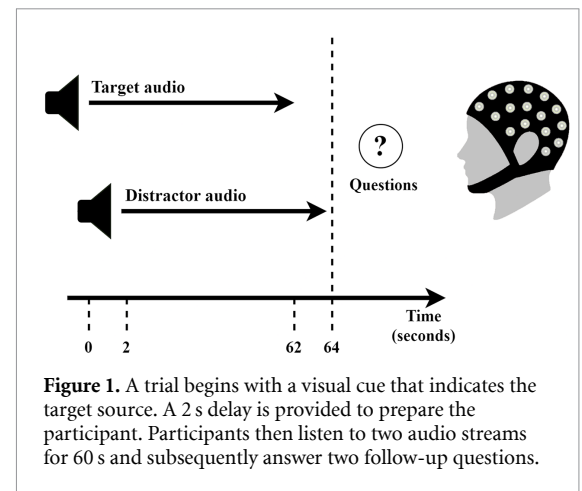 Target audio
?
Questions
Distractor audio
Time
(seconds)
0 2 62 64
Figure 1. A trial begins with a visual cue that indicates the
target source. A 2 s delay is provided to prepare the
participant. Participants then listen to two audio streams
for 60 s and subsequently answer two follow-up questions.